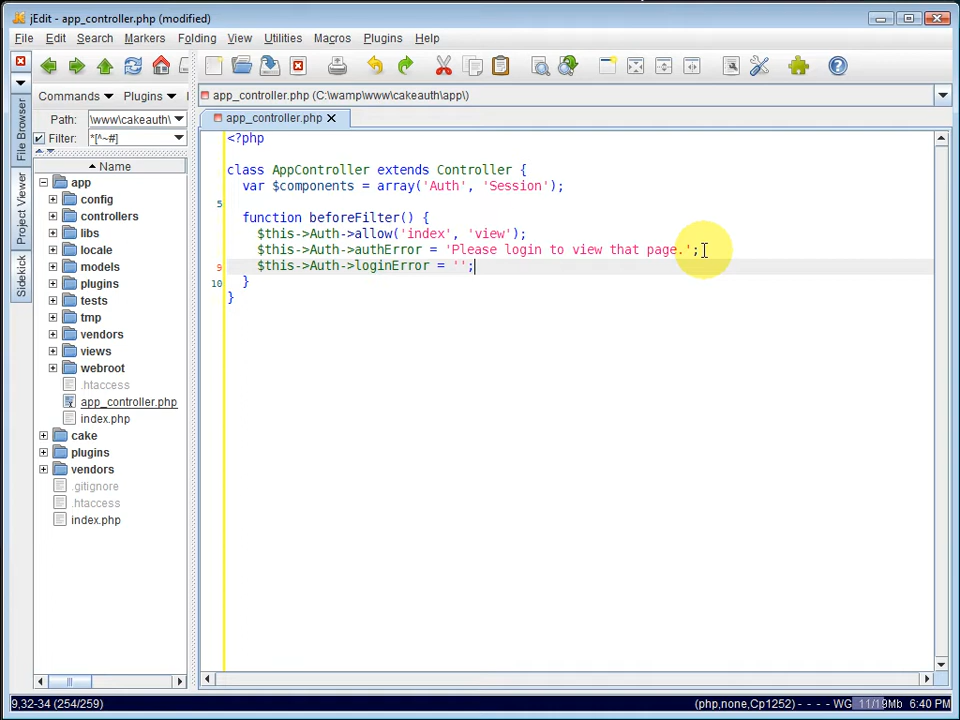 jEdit - app_controller.php (modified)
File Edit Search Markers Folding View Utilities Macros Plugins Help
Commands Plugins
app_controller.php (C:\wamp\www\cakeauth\app\)
Path: \www\cakeauth\
app_controller.php
Filter: *[^~#]
File Browser
Project Viewer
Sidekick
Name
app
config
controllers
libs
locale
models
plugins
tests
tmp
vendors
views
webroot
.htaccess
app_controller.php
index.php
cake
plugins
vendors
.gitignore
.htaccess
index.php
<?php
class AppController extends Controller {
var $components = array('Auth', 'Session');
5
function beforeFilter() {
$this->Auth->allow('index', 'view');
$this->Auth->authError = 'Please login to view that page.';
9 $this->Auth->loginError = '';
10 }
}
9,32-34 (254/259) (php,none,Cp1252) - - - - WG 11/19Mb 6:40 PM